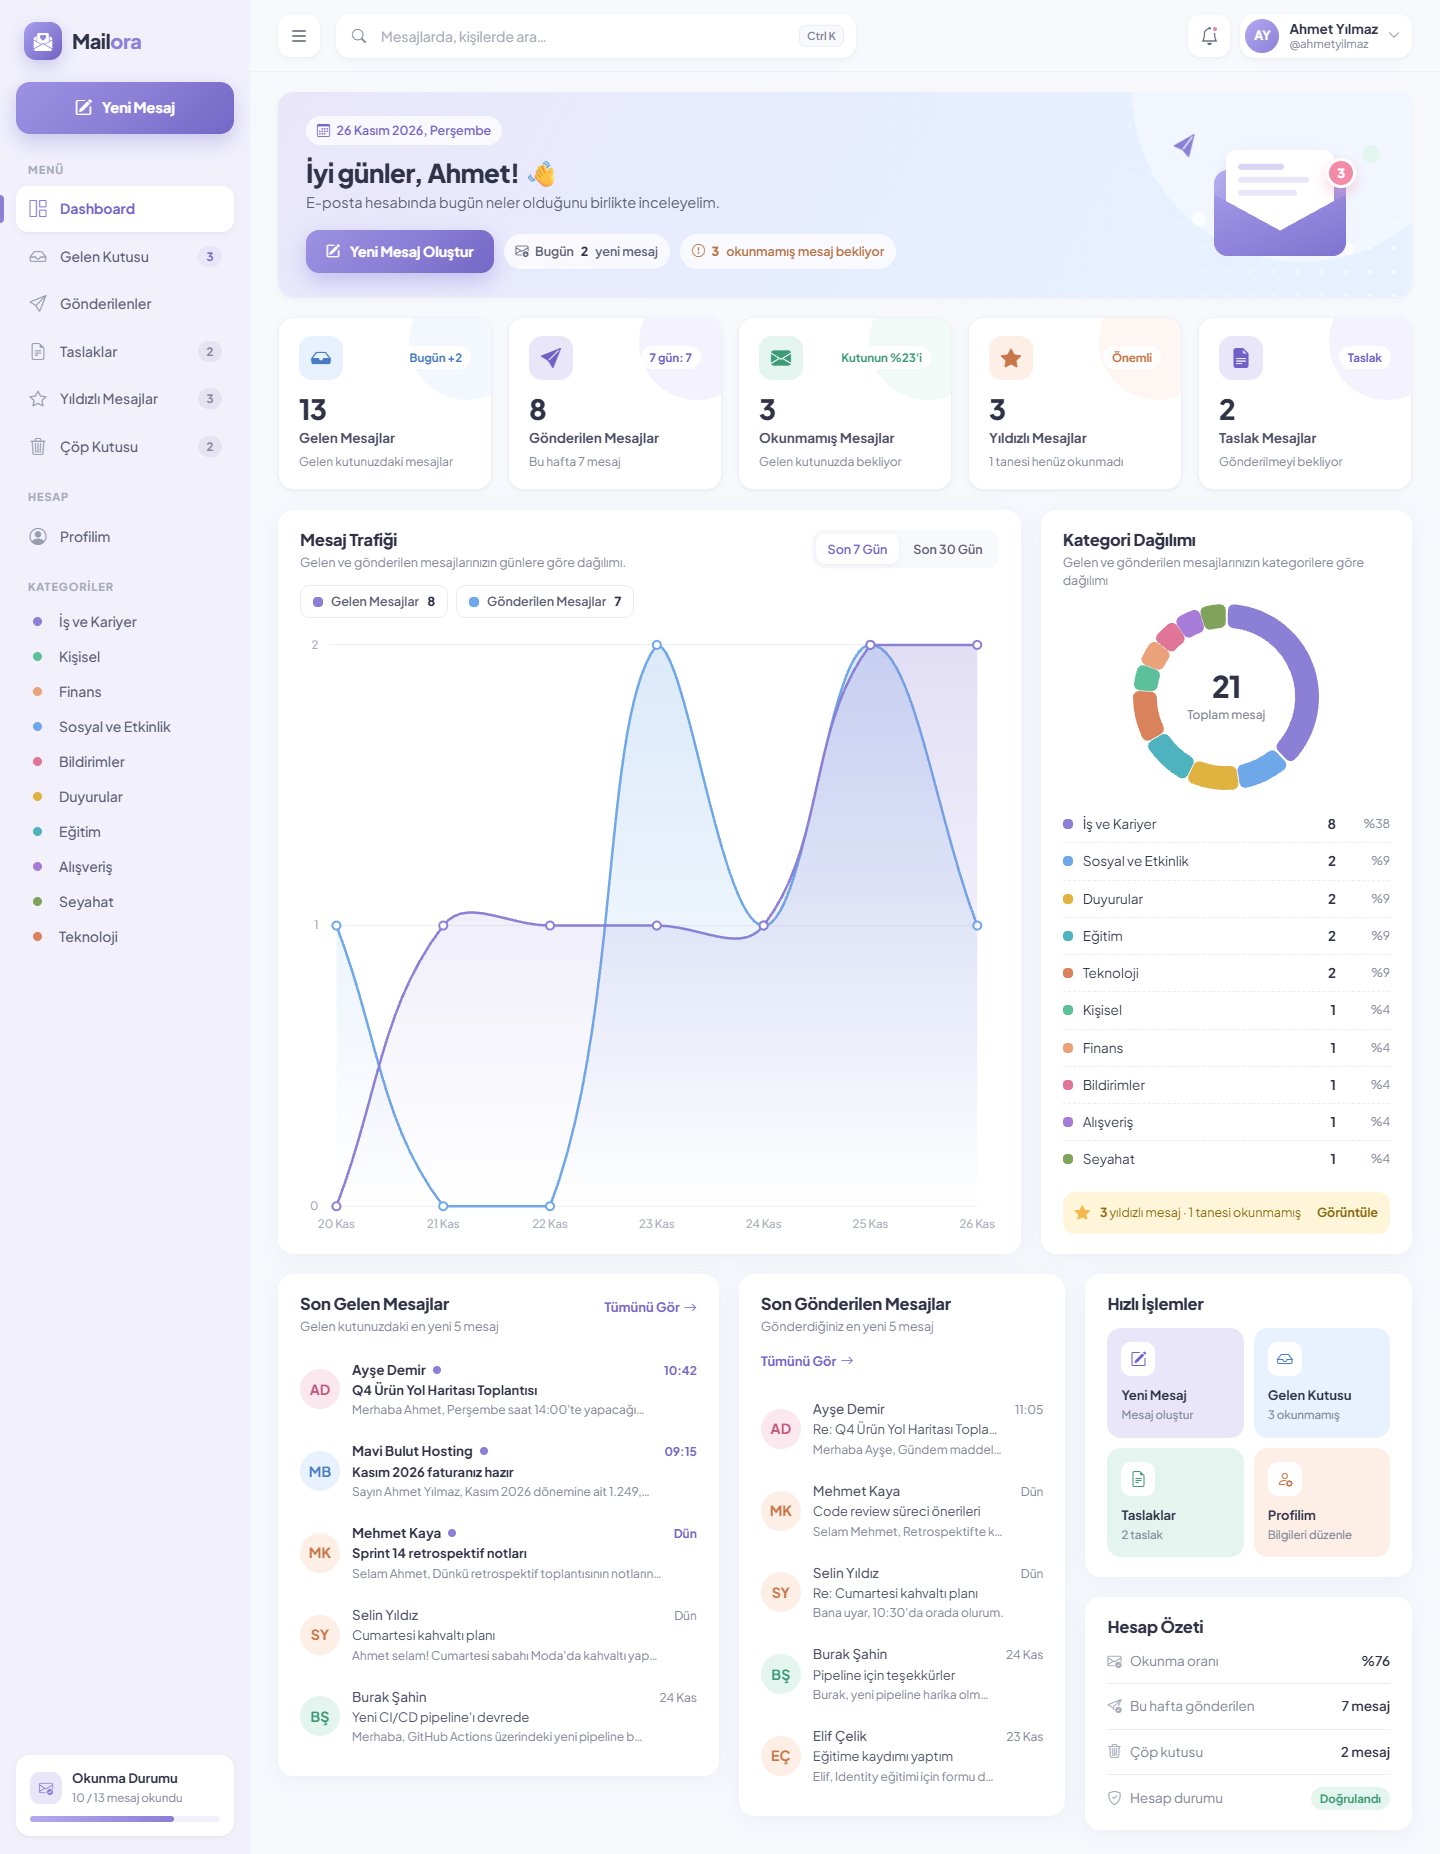 Mailora
Yeni Mesaj
MENÜ
Dashboard
Gelen Kutusu 3
Gönderilenler
Taslaklar 2
Yıldızlı Mesajlar 3
Çöp Kutusu 2
HESAP
Profilim
KATEGORİLER
İş ve Kariyer
Kişisel
Finans
Sosyal ve Etkinlik
Bildirimler
Duyurular
Eğitim
Alışveriş
Seyahat
Teknoloji
Okunma Durumu
10 / 13 mesaj okundu
Mesajlarda, kişilerde ara... Ctrl K
AY
Ahmet Yılmaz
@ahmetyilmaz
26 Kasım 2026, Perşembe
İyi günler, Ahmet! 👋
E-posta hesabında bugün neler olduğunu birlikte inceleyelim.
Yeni Mesaj Oluştur
Bugün 2 yeni mesaj
3 okunmamış mesaj bekliyor
3
Bugün +2
13
Gelen Mesajlar
Gelen kutunuzdaki mesajlar
7 gün: 7
8
Gönderilen Mesajlar
Bu hafta 7 mesaj
Kutunun %23'i
3
Okunmamış Mesajlar
Gelen kutunuzda bekliyor
Önemli
3
Yıldızlı Mesajlar
1 tanesi henüz okunmadı
Taslak
2
Taslak Mesajlar
Gönderilmeyi bekliyor
Mesaj Trafiği
Gelen ve gönderilen mesajlarınızın günlere göre dağılımı.
Son 7 Gün Son 30 Gün
Gelen Mesajlar 8
Gönderilen Mesajlar 7
2
1
0
20 Kas 21 Kas 22 Kas 23 Kas 24 Kas 25 Kas 26 Kas
Kategori Dağılımı
Gelen ve gönderilen mesajlarınızın kategorilere göre
dağılımı
21
Toplam mesaj
İş ve Kariyer 8 %38
Sosyal ve Etkinlik 2 %9
Duyurular 2 %9
Eğitim 2 %9
Teknoloji 2 %9
Kişisel 1 %4
Finans 1 %4
Bildirimler 1 %4
Alışveriş 1 %4
Seyahat 1 %4
3 yıldızlı mesaj · 1 tanesi okunmamış Görüntüle
Son Gelen Mesajlar
Gelen kutunuzdaki en yeni 5 mesaj
Tümünü Gör →
AD
Ayşe Demir 10:42
Q4 Ürün Yol Haritası Toplantısı
Merhaba Ahmet, Perşembe saat 14:00'te yapacağı...
MB
Mavi Bulut Hosting 09:15
Kasım 2026 faturanız hazır
Sayın Ahmet Yılmaz, Kasım 2026 dönemine ait 1.249,...
MK
Mehmet Kaya Dün
Sprint 14 retrospektif notları
Selam Ahmet, Dünkü retrospektif toplantısının notların...
SY
Selin Yıldız Dün
Cumartesi kahvaltı planı
Ahmet selam! Cumartesi sabahı Moda'da kahvaltı yap...
BŞ
Burak Şahin 24 Kas
Yeni CI/CD pipeline'ı devrede
Merhaba, GitHub Actions üzerindeki yeni pipeline b...
Son Gönderilen Mesajlar
Gönderdiğiniz en yeni 5 mesaj
Tümünü Gör →
AD
Ayşe Demir 11:05
Re: Q4 Ürün Yol Haritası Topla...
Merhaba Ayşe, Gündem maddel...
MK
Mehmet Kaya Dün
Code review süreci önerileri
Selam Mehmet, Retrospektifte k...
SY
Selin Yıldız Dün
Re: Cumartesi kahvaltı planı
Bana uyar, 10:30'da orada olurum.
BŞ
Burak Şahin 24 Kas
Pipeline için teşekkürler
Burak, yeni pipeline harika olm...
EÇ
Elif Çelik 23 Kas
Eğitime kaydımı yaptım
Elif, Identity eğitimi için formu d...
Hızlı İşlemler
Yeni Mesaj
Mesaj oluştur
Gelen Kutusu
3 okunmamış
Taslaklar
2 taslak
Profilim
Bilgileri düzenle
Hesap Özeti
Okunma oranı %76
Bu hafta gönderilen 7 mesaj
Çöp kutusu 2 mesaj
Hesap durumu Doğrulandı